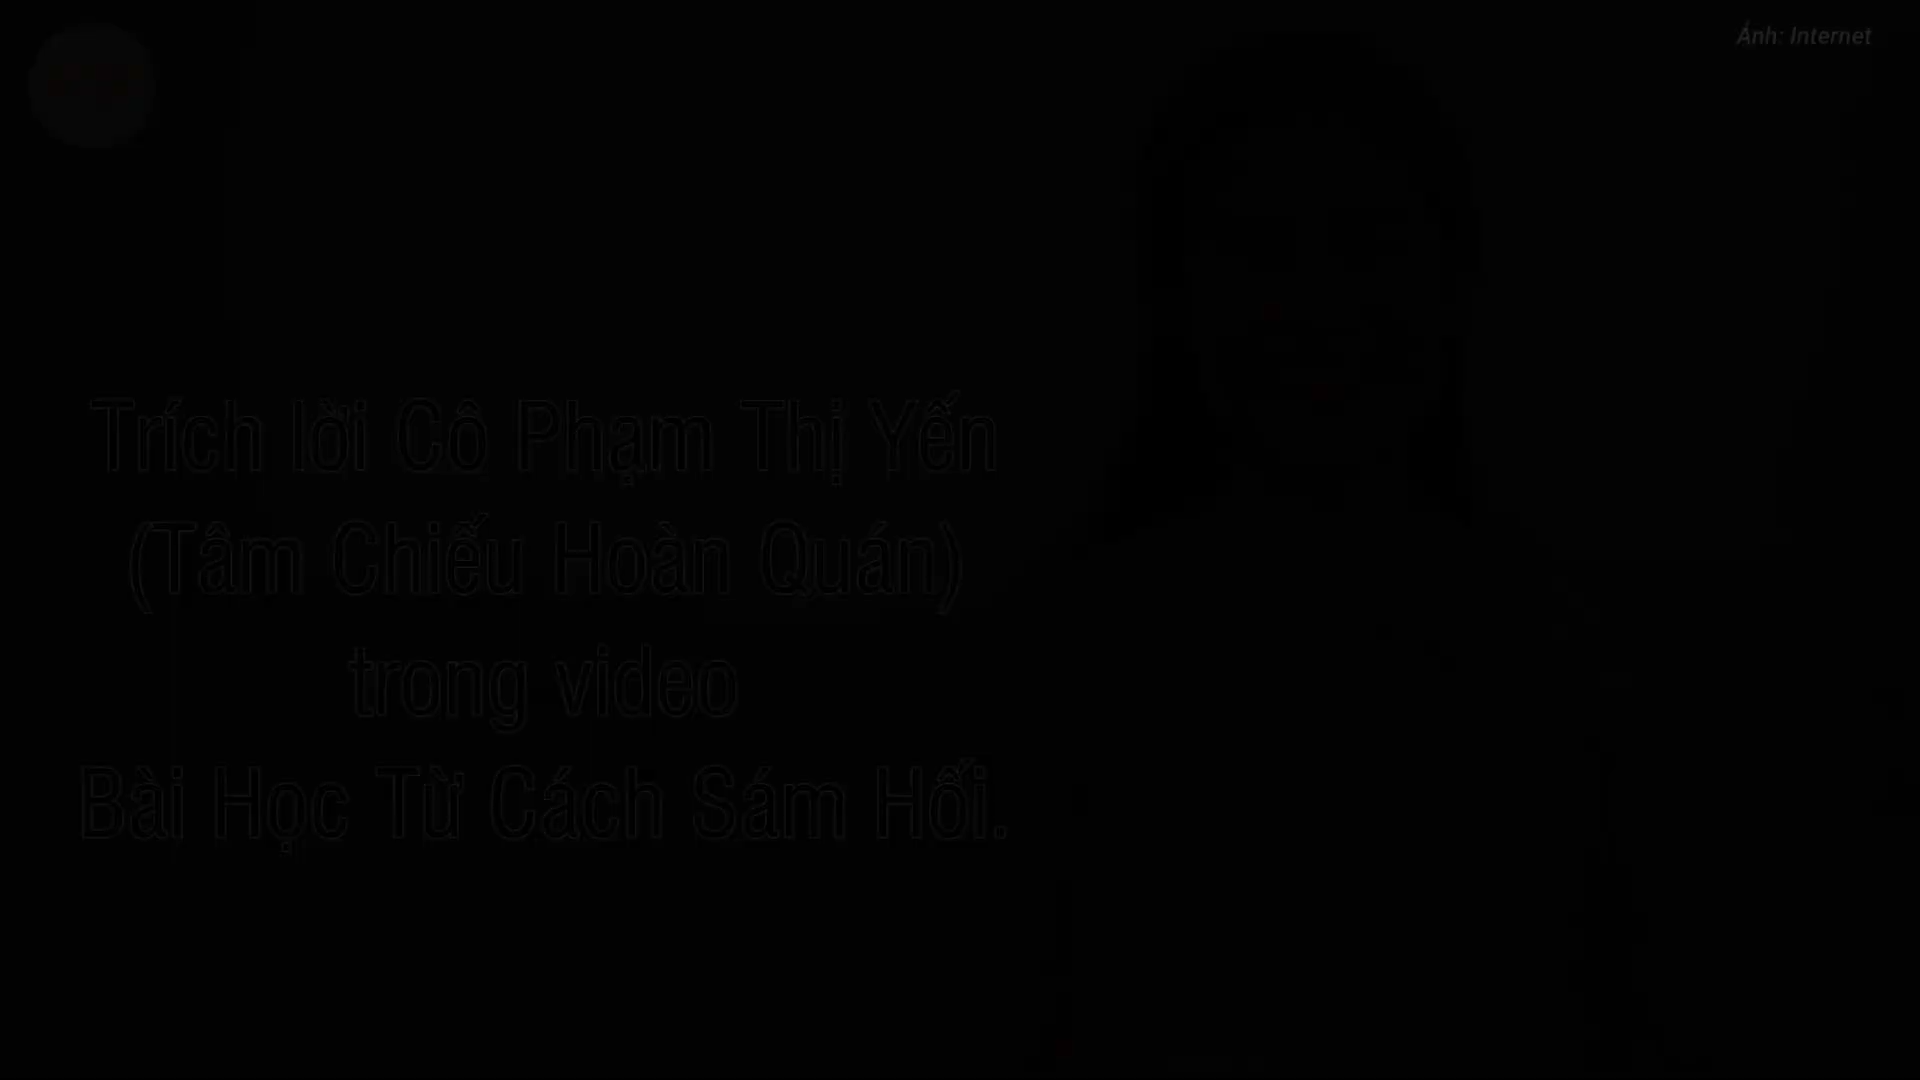 Ảnh: Internet
Trích lời Cô Phạm Thị Yến
(Tâm Chiếu Hoàn Quán)
trong video
Bài Học Từ Cách Sám Hối.